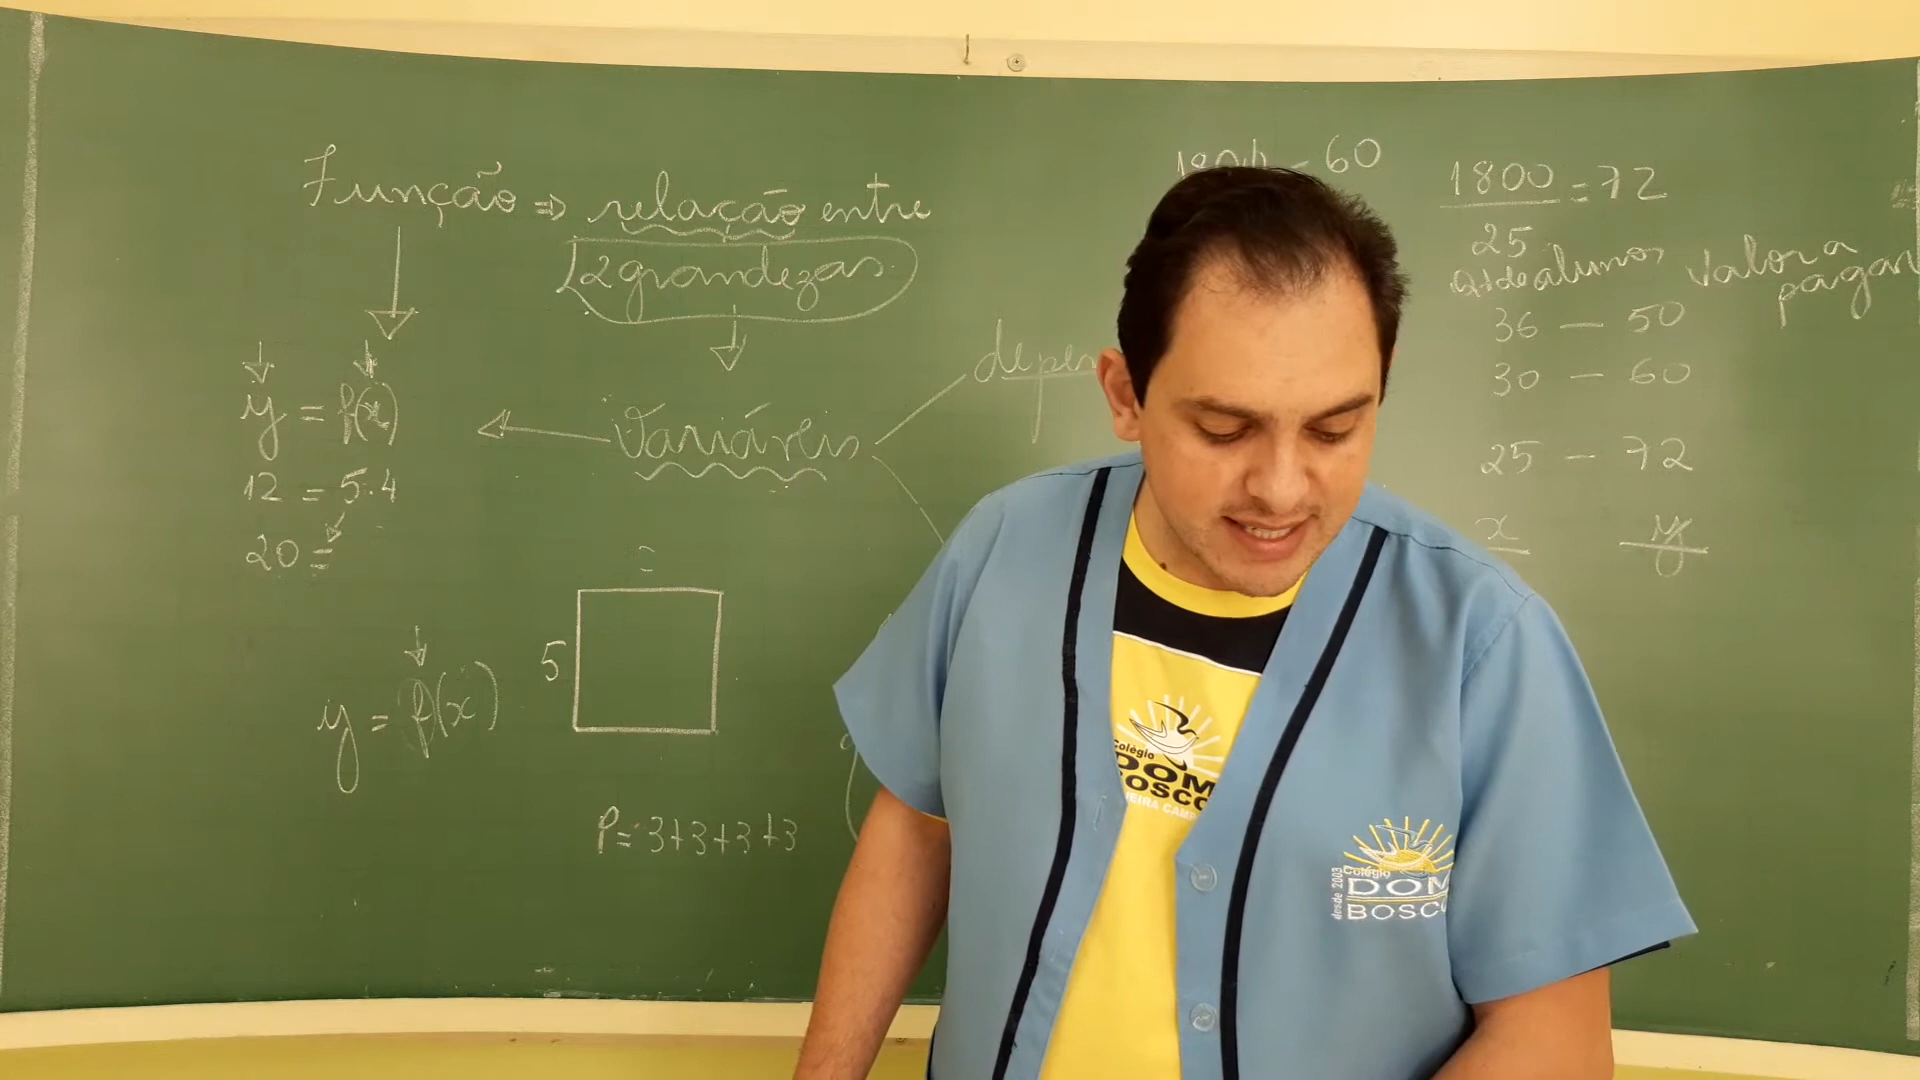 Função ⇒ relação entre
2 grandezas
Variáveis
y = f(x)
12 = 5.4
20 =
y = f(x)
5
P = 3+3+3+3
60
1800 = 72
25
Qtde alunos Valor a pagar
36 — 50
30 — 60
25 — 72
x y
Colégio
DOM
BOSCO
desde 2003
Colégio
DOM
BOSCO